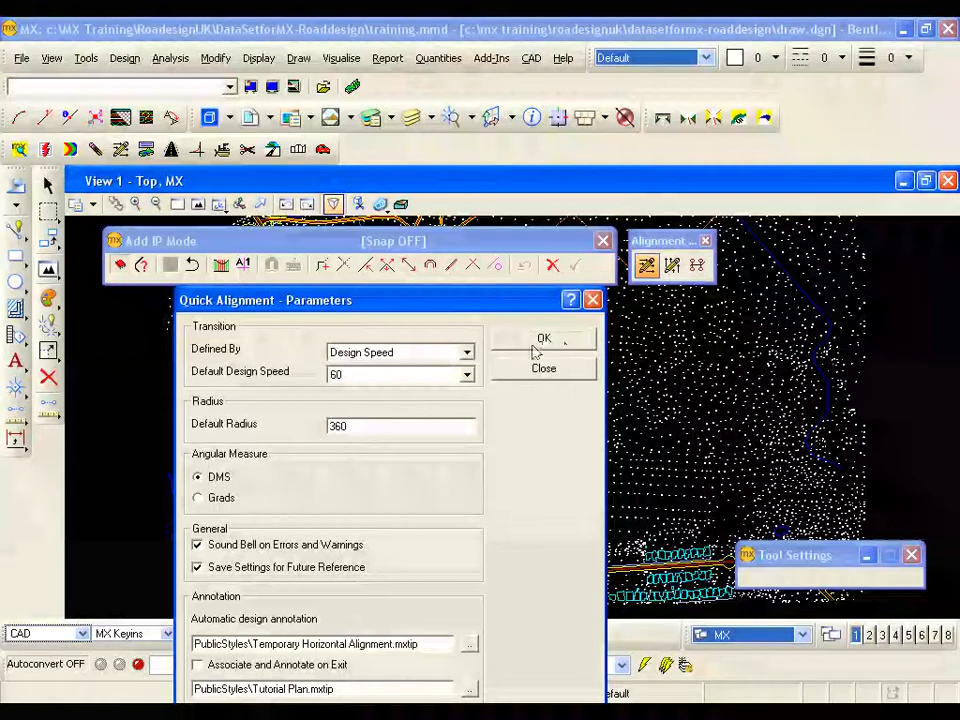 MX: c:\MX Training\RoadesignUK\DataSetforMX-Roaddesign\training.mmd - [c:\mx training\roadesignuk\datasetformx-roaddesign\draw.dgn] - Bentl...
File View Tools Design Analysis Modify Display Draw Visualise Report Quantities Add-Ins CAD Help Default 0 0 0
View 1 - Top, MX
Add IP Mode [Snap OFF] Alignment ...
Quick Alignment - Parameters
Transition
OK
Defined By Design Speed
Close
Default Design Speed 60
Radius
Default Radius 360
Angular Measure
DMS
Grads
General
Sound Bell on Errors and Warnings
Tool Settings
Save Settings for Future Reference
Annotation
Automatic design annotation
CAD MX Keyins MX 1 2 3 4 5 6 7 8
PublicStyles\Temporary Horizontal Alignment.mxtip ..
Autoconvert OFF Associate and Annotate on Exit
PublicStyles\Tutorial Plan.mxtip ..